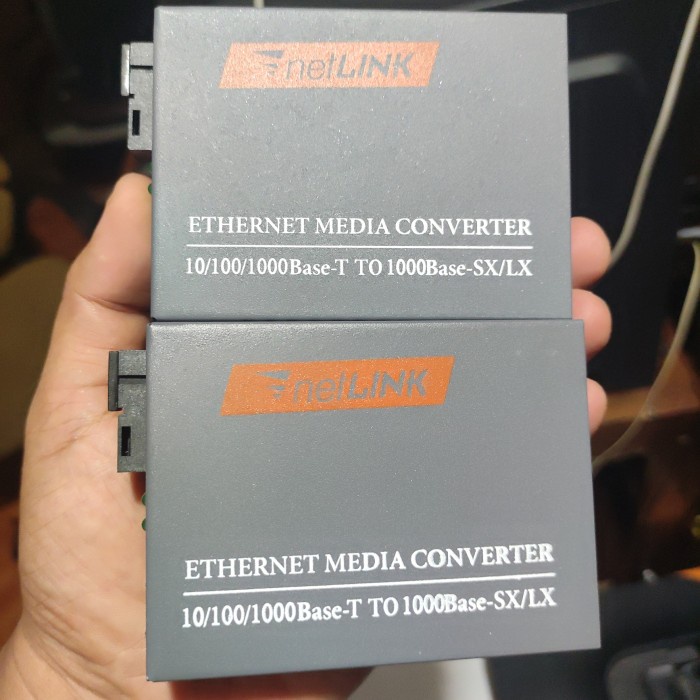 netLINK
ETHERNET MEDIA CONVERTER
10/100/1000Base-T TO 1000Base-SX/LX
netLINK
ETHERNET MEDIA CONVERTER
10/100/1000Base-T TO 1000Base-SX/LX